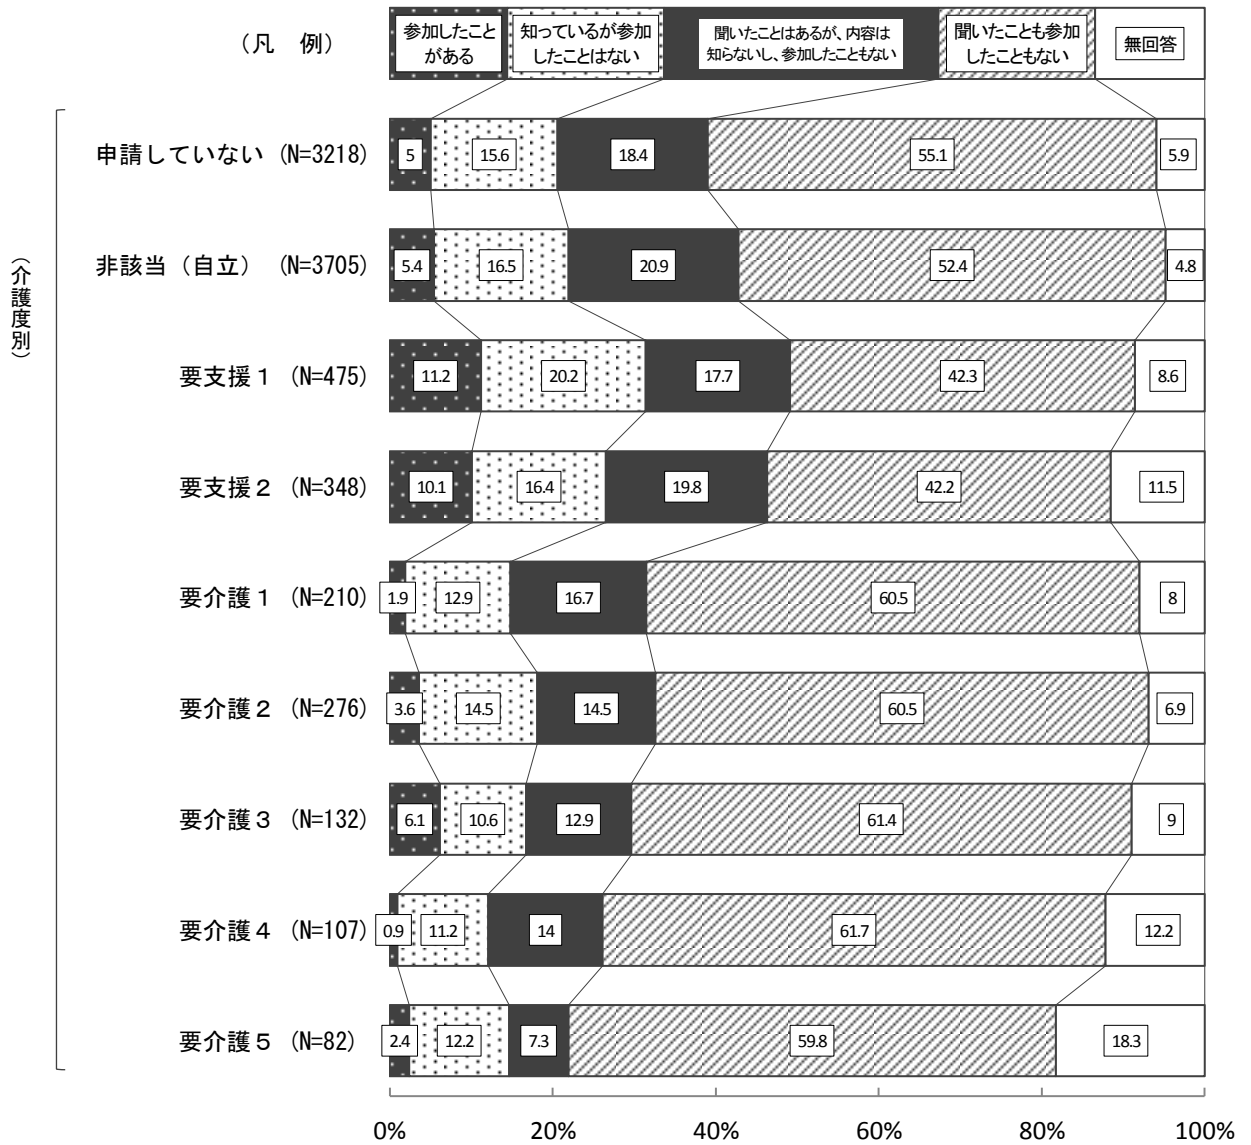 （凡　例）
参加したこと
がある
知っているが参加
したことはない
聞いたことはあるが、内容は
知らないし、参加したこともない
聞いたことも参加
したこともない
無回答
（介護度別）
申請していない (N=3218)
5 15.6 18.4 55.1 5.9
非該当（自立） (N=3705)
5.4 16.5 20.9 52.4 4.8
要支援１ (N=475)
11.2 20.2 17.7 42.3 8.6
要支援２ (N=348)
10.1 16.4 19.8 42.2 11.5
要介護１ (N=210)
1.9 12.9 16.7 60.5 8
要介護２ (N=276)
3.6 14.5 14.5 60.5 6.9
要介護３ (N=132)
6.1 10.6 12.9 61.4 9
要介護４ (N=107)
0.9 11.2 14 61.7 12.2
要介護５ (N=82)
2.4 12.2 7.3 59.8 18.3
0% 20% 40% 60% 80% 100%